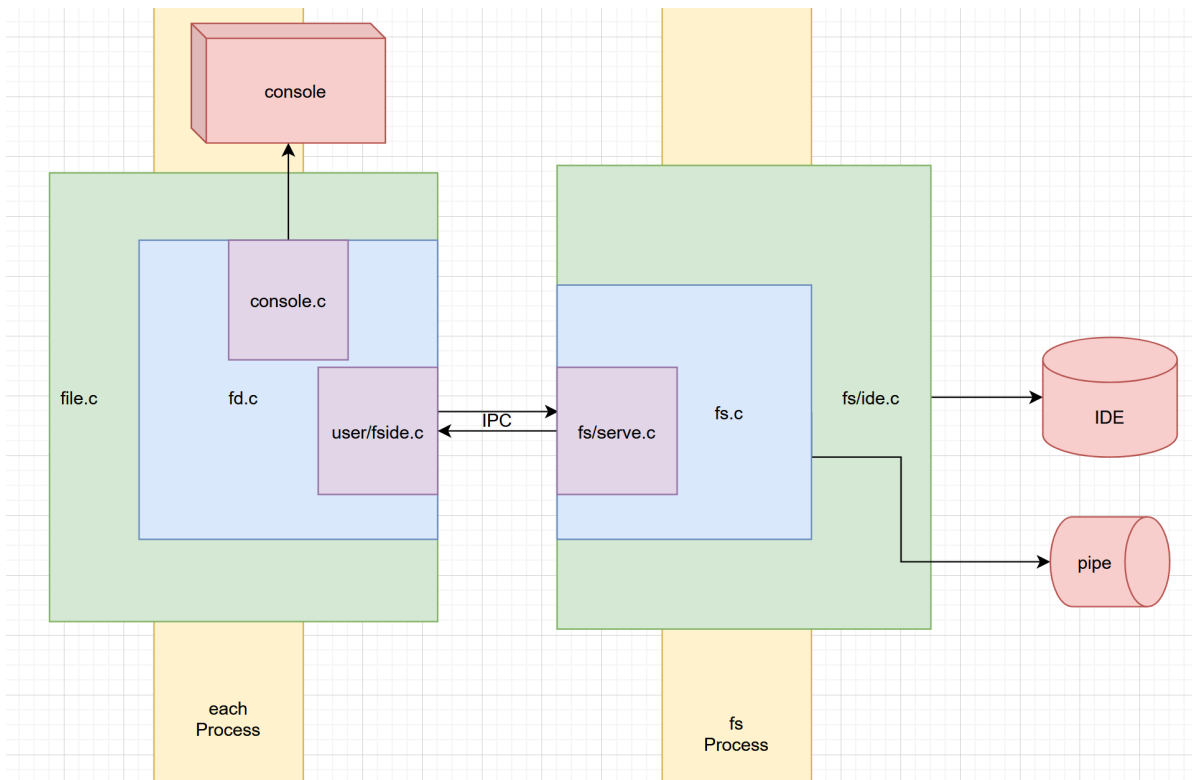 console
console.c
file.c
fd.c
user/fside.c
IPC
fs/serve.c
fs.c
fs/ide.c
IDE
pipe
each
Process
fs
Process